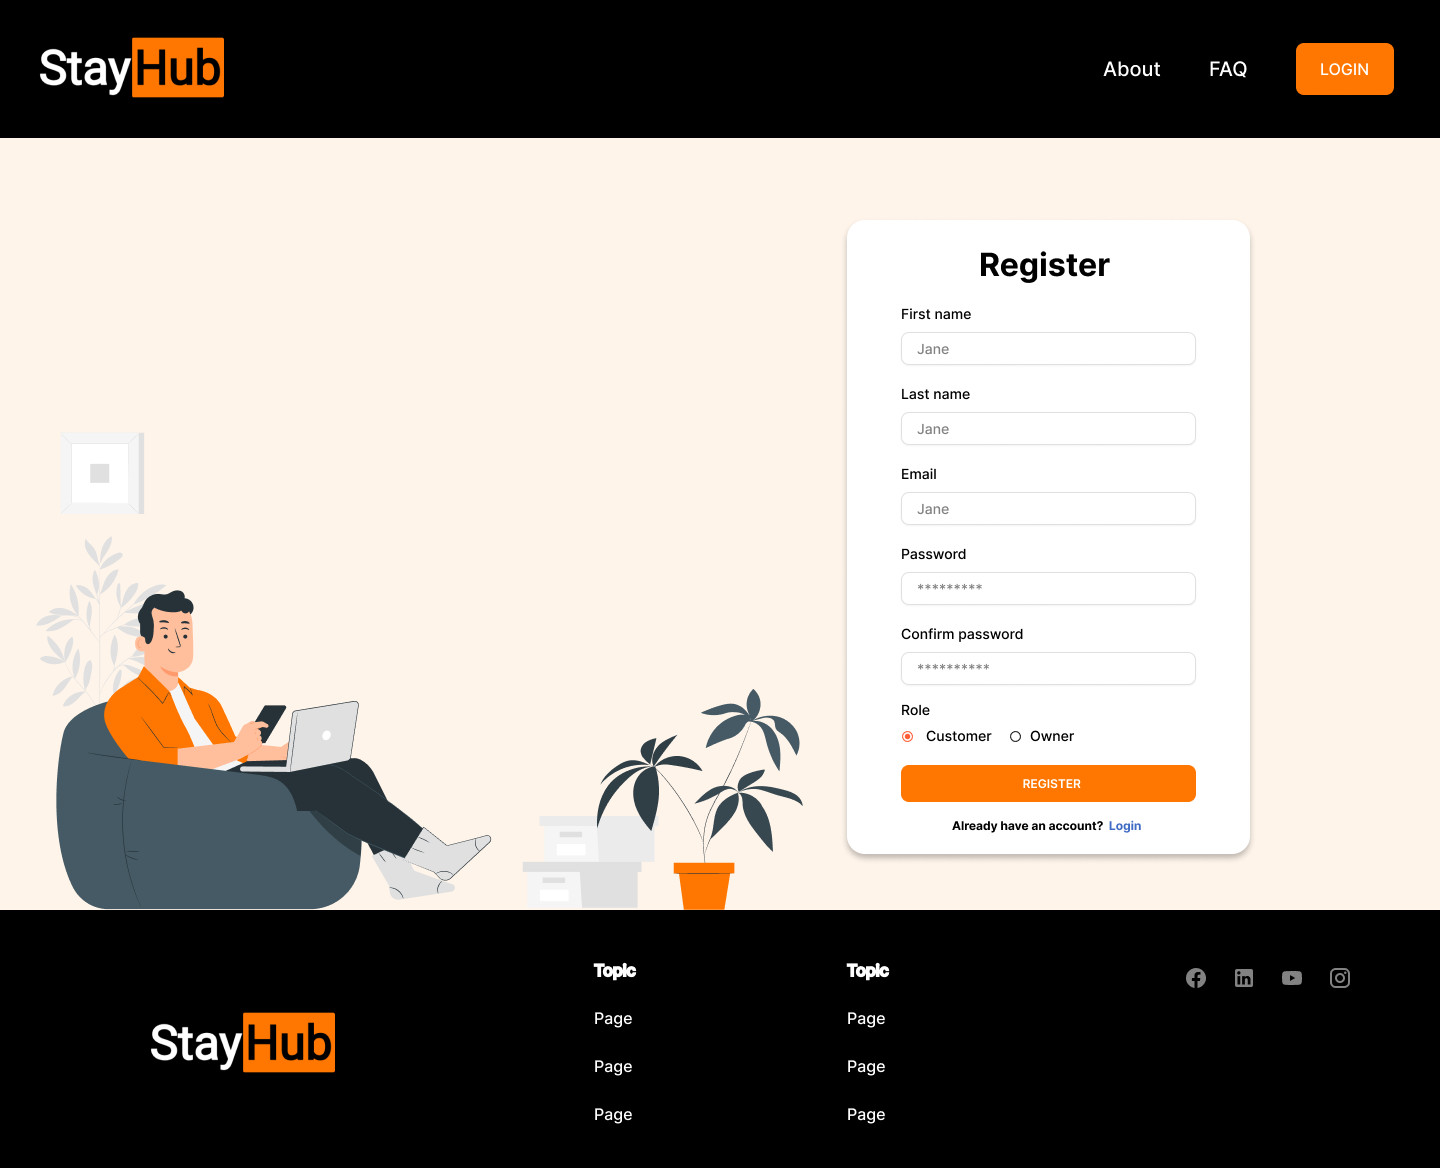 StayHub
About FAQ LOGIN
Register
First name
Jane
Last name
Jane
Email
Jane
Password
*********
Confirm password
**********
Role
Customer Owner
REGISTER
Already have an account? Login
StayHub
Topic
Page
Page
Page
Topic
Page
Page
Page